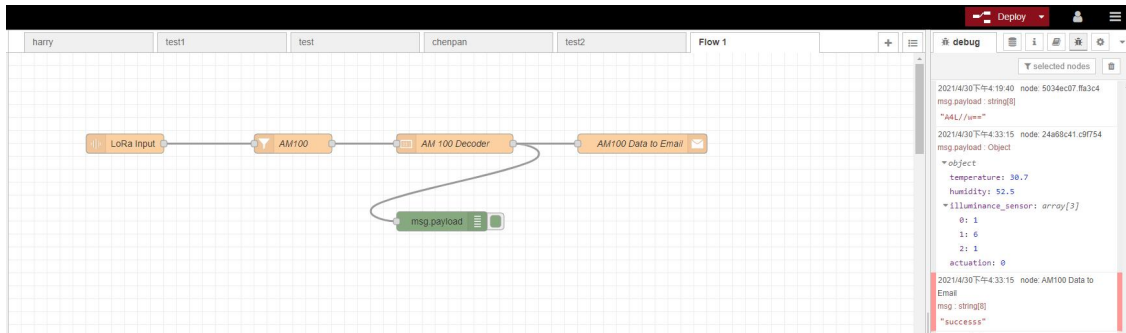 Deploy
harry
test1
test
chenpan
test2
Flow 1
debug
selected nodes
LoRa Input
AM100
AM 100 Decoder
AM100 Data to Email
msg.payload
2021/4/30下午4:19:40 node: 5034ec07.ffa3c4
msg.payload : string[8]
"A4L//u=="
2021/4/30下午4:33:15 node: 24a68c41.c9f754
msg.payload : Object
object
temperature: 30.7
humidity: 52.5
illuminance_sensor: array[3]
0: 1
1: 6
2: 1
actuation: 0
2021/4/30下午4:33:15 node: AM100 Data to
Email
msg : string[8]
"successs"